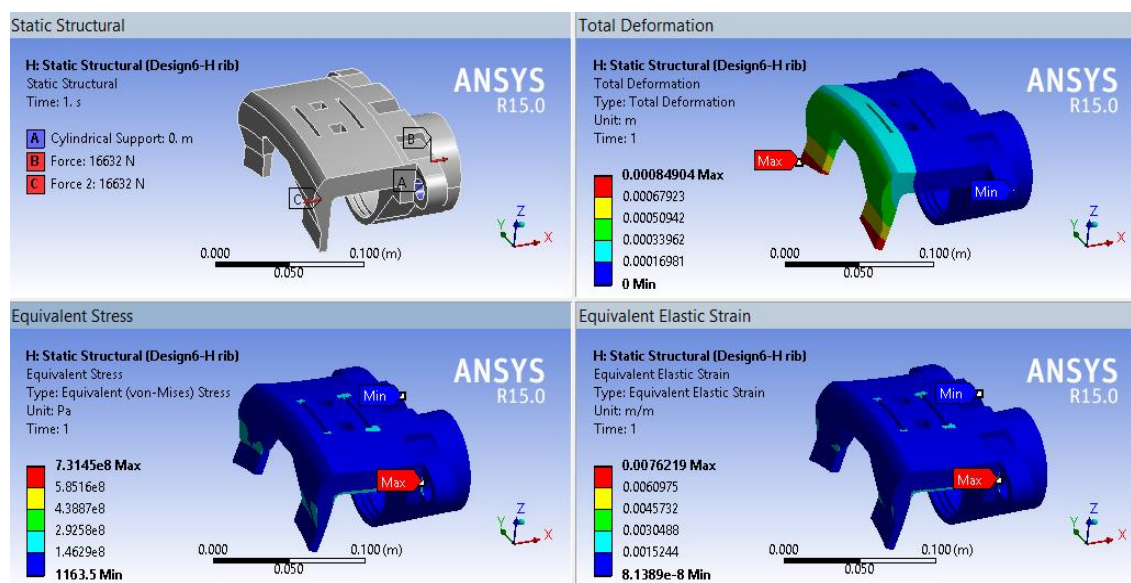 Static Structural
H: Static Structural (Design6-H rib)
Static Structural
Time: 1. s
A Cylindrical Support: 0. m
B Force: 16632 N
C Force 2: 16632 N
ANSYS
R15.0
B
A
C
Z
Y
X
0.000
0.100 (m)
0.050
Total Deformation
H: Static Structural (Design6-H rib)
Total Deformation
Type: Total Deformation
Unit: m
Time: 1
ANSYS
R15.0
Max
0.00084904 Max
0.00067923
0.00050942
0.00033962
0.00016981
0 Min
Min
Z
Y
X
0.000
0.100 (m)
0.050
Equivalent Stress
H: Static Structural (Design6-H rib)
Equivalent Stress
Type: Equivalent (von-Mises) Stress
Unit: Pa
Time: 1
ANSYS
R15.0
Min
7.3145e8 Max
5.8516e8
4.3887e8
2.9258e8
1.4629e8
1163.5 Min
Max
Z
Y
X
0.000
0.100 (m)
0.050
Equivalent Elastic Strain
H: Static Structural (Design6-H rib)
Equivalent Elastic Strain
Type: Equivalent Elastic Strain
Unit: m/m
Time: 1
ANSYS
R15.0
Min
0.0076219 Max
0.0060975
0.0045732
0.0030488
0.0015244
8.1389e-8 Min
Max
Z
Y
X
0.000
0.100 (m)
0.050